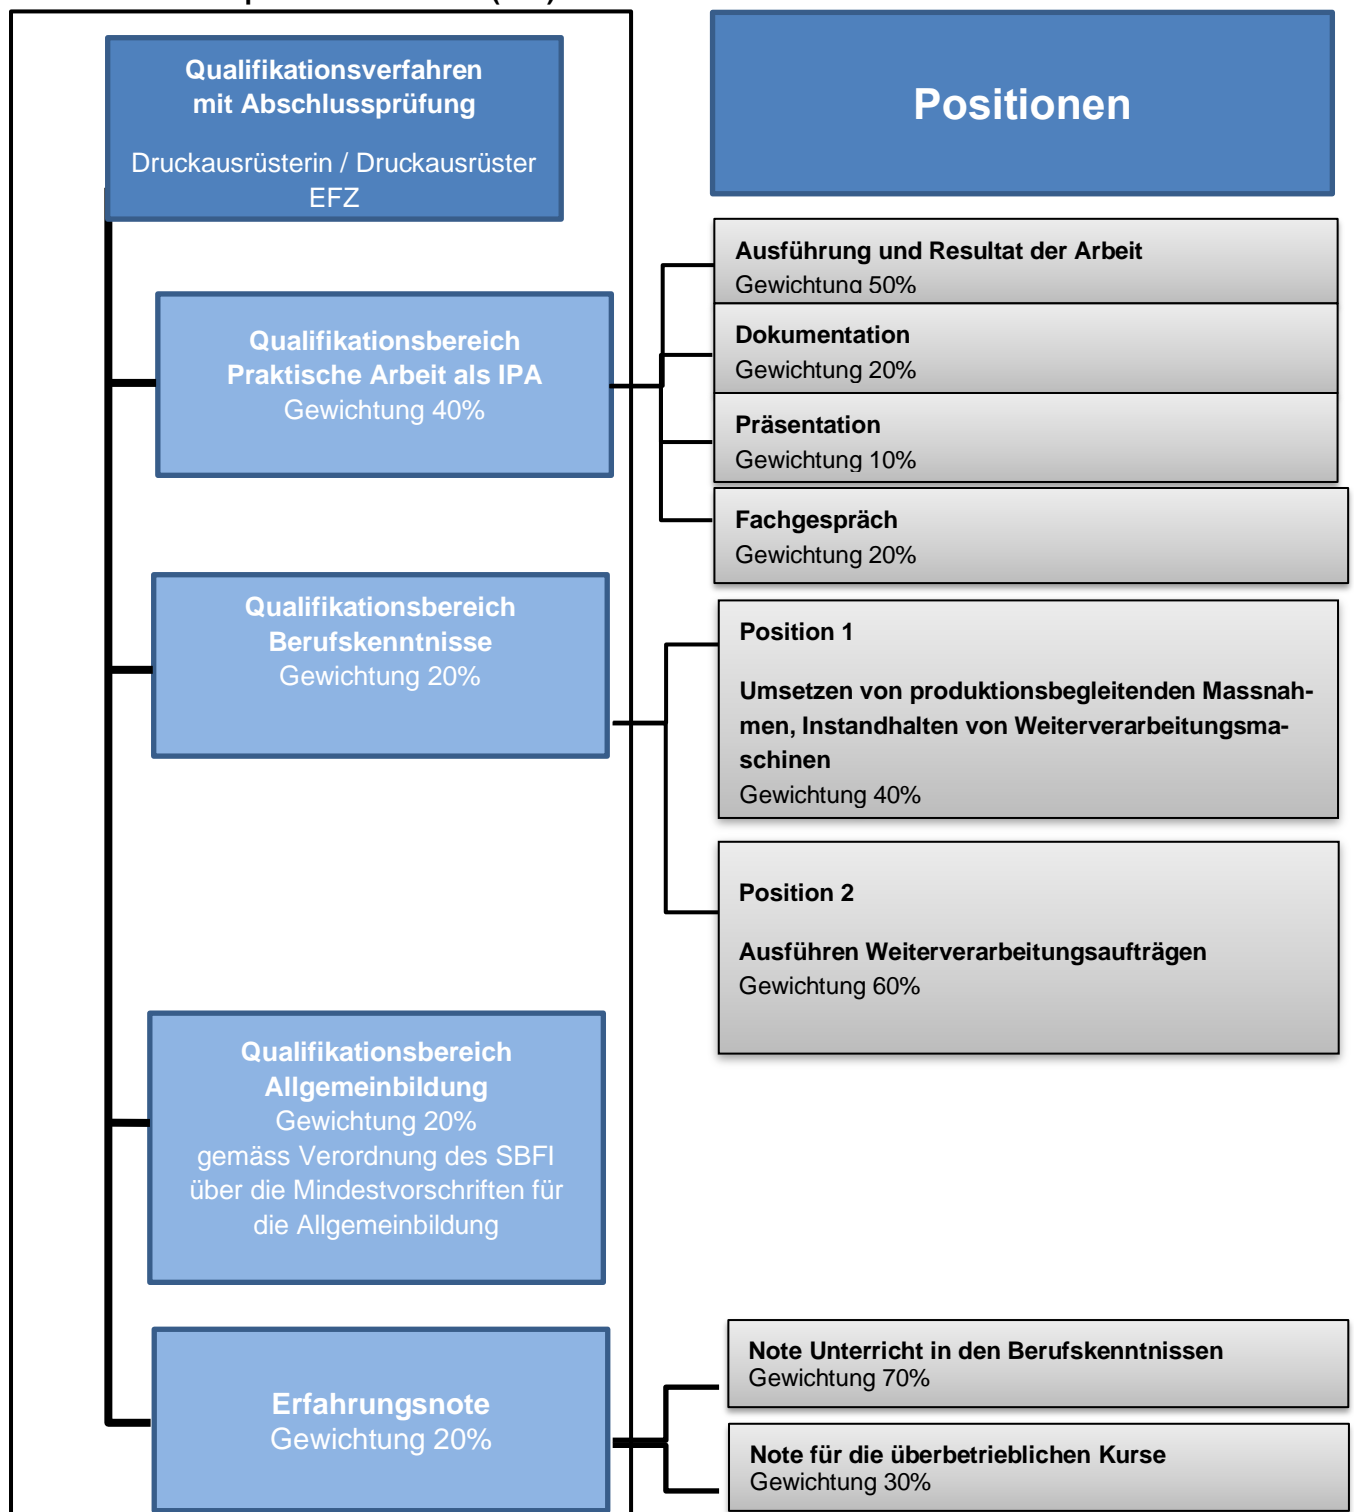 Qualifikationsverfahren
mit Abschlussprüfung
Druckausrüsterin / Druckausrüster
EFZ
Positionen
Qualifikationsbereich
Praktische Arbeit als IPA
Gewichtung 40%
Ausführung und Resultat der Arbeit
Gewichtung 50%
Dokumentation
Gewichtung 20%
Präsentation
Gewichtung 10%
Fachgespräch
Gewichtung 20%
Qualifikationsbereich
Berufskenntnisse
Gewichtung 20%
Position 1
Umsetzen von produktionsbegleitenden Massnah-
men, Instandhalten von Weiterverarbeitungsma-
schinen
Gewichtung 40%
Position 2
Ausführen Weiterverarbeitungsaufträgen
Gewichtung 60%
Qualifikationsbereich
Allgemeinbildung
Gewichtung 20%
gemäss Verordnung des SBFI
über die Mindestvorschriften für
die Allgemeinbildung
Erfahrungsnote
Gewichtung 20%
Note Unterricht in den Berufskenntnissen
Gewichtung 70%
Note für die überbetrieblichen Kurse
Gewichtung 30%